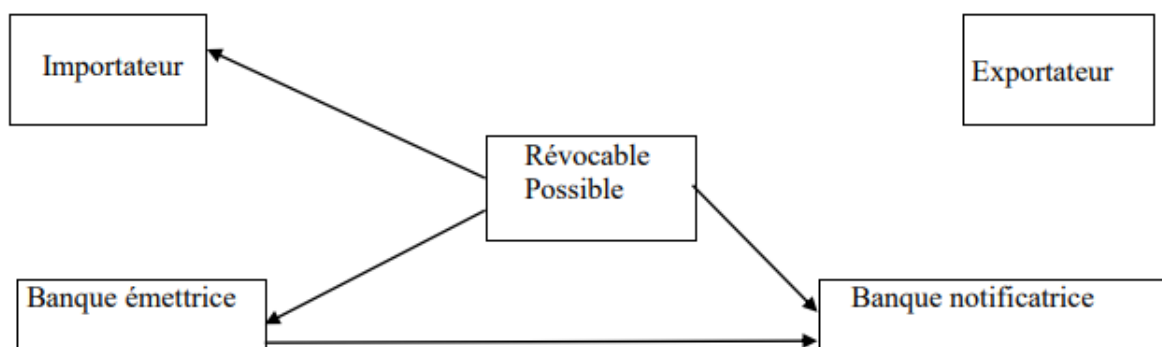 Importateur
Exportateur
Révocable
Possible
Banque émettrice
Banque notificatrice